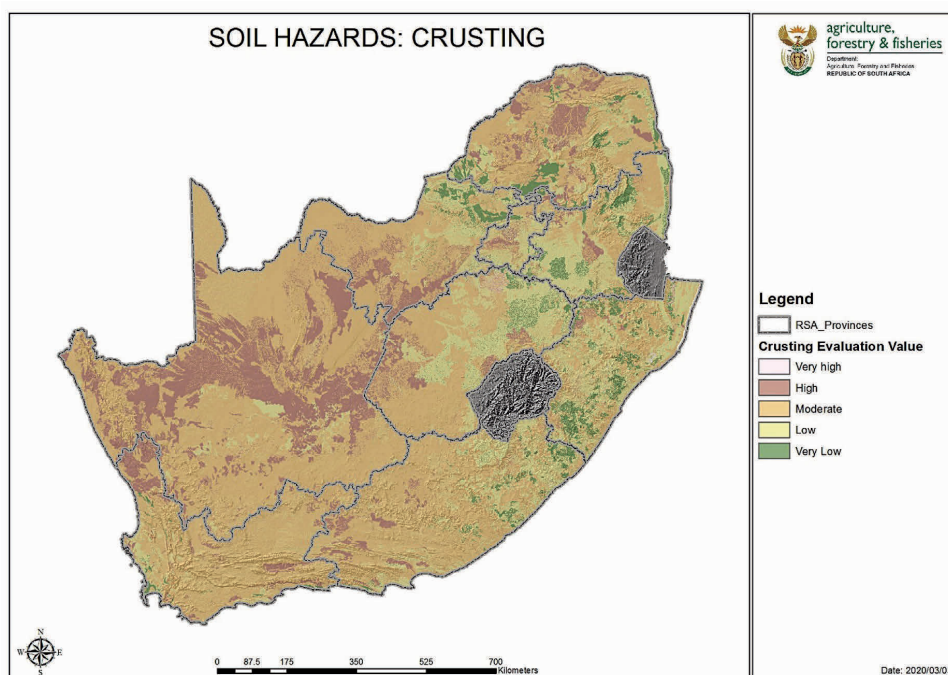 SOIL HAZARDS: CRUSTING
agriculture,
forestry & fisheries
Department:
Agriculture, Forestry and Fisheries
REPUBLIC OF SOUTH AFRICA
Legend
RSA_Provinces
Crusting Evaluation Value
Very high
High
Moderate
Low
Very Low
N
W E
S
0 87.5 175 350 525 700
Kilometers
Date: 2020/03/0